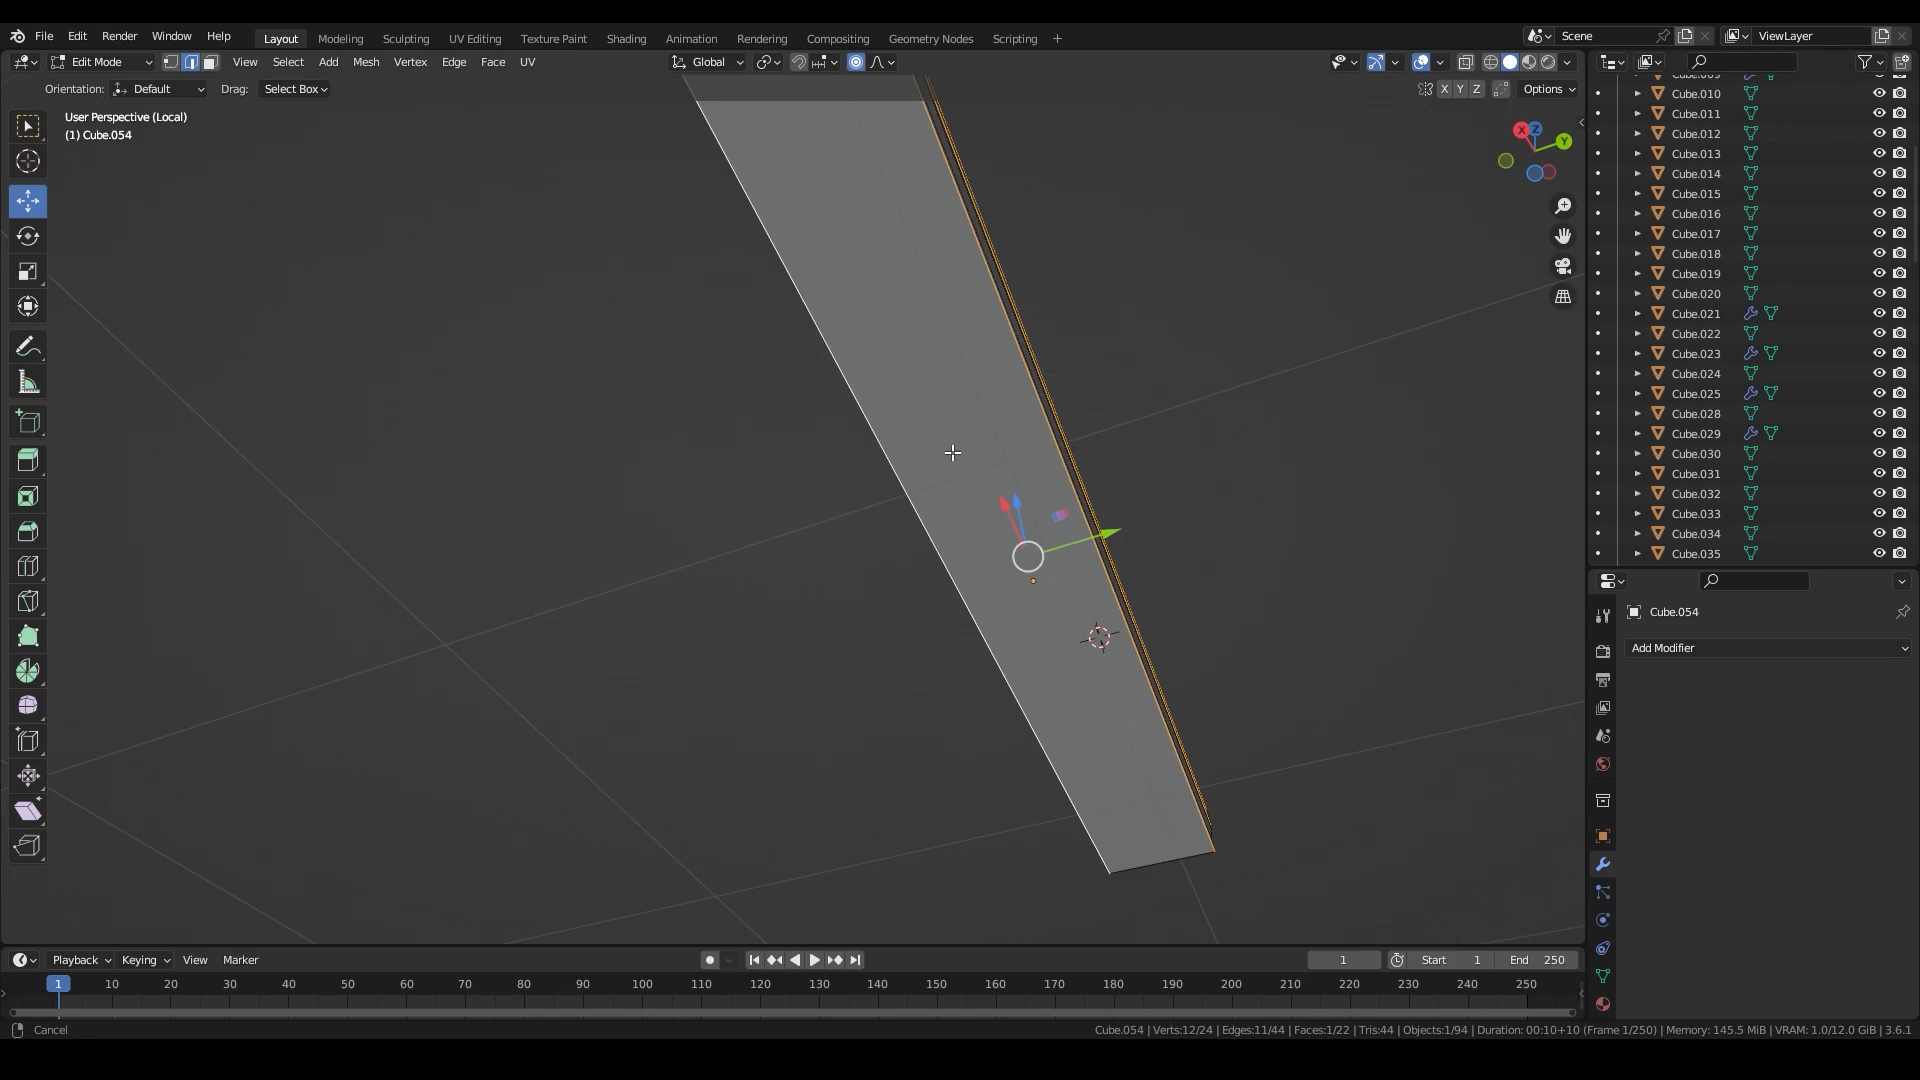 File Edit Render Window Help
Layout Modeling Sculpting UV Editing Texture Paint Shading Animation Rendering Compositing Geometry Nodes Scripting +
Scene
ViewLayer
Edit Mode View Select Add Mesh Vertex Edge Face UV
Global
Orientation: Default Drag: Select Box
X Y Z Options
User Perspective (Local)
(1) Cube.054
X Z Y
Cube.010
Cube.011
Cube.012
Cube.013
Cube.014
Cube.015
Cube.016
Cube.017
Cube.018
Cube.019
Cube.020
Cube.021
Cube.022
Cube.023
Cube.024
Cube.025
Cube.028
Cube.029
Cube.030
Cube.031
Cube.032
Cube.033
Cube.034
Cube.035
Cube.054
Add Modifier
Playback Keying View Marker
1 Start 1 End 250
1 10 20 30 40 50 60 70 80 90 100 110 120 130 140 150 160 170 180 190 200 210 220 230 240 250
Cancel
Cube.054 | Verts:12/24 | Edges:11/44 | Faces:1/22 | Tris:44 | Objects:1/94 | Duration: 00:10+10 (Frame 1/250) | Memory: 145.5 MiB | VRAM: 1.0/12.0 GiB | 3.6.1